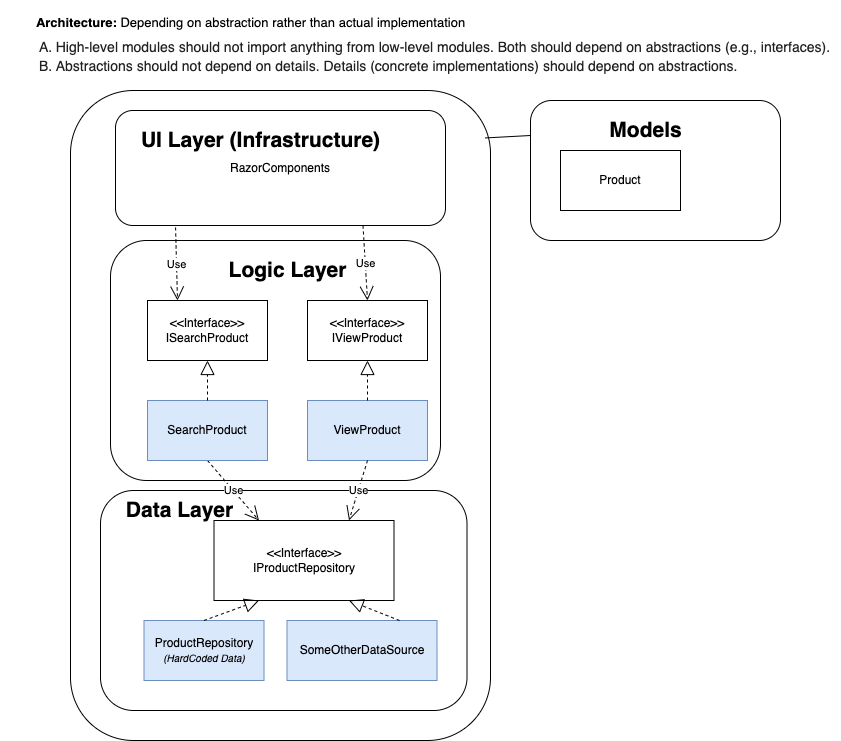 Architecture: Depending on abstraction rather than actual implementation
A. High-level modules should not import anything from low-level modules. Both should depend on abstractions (e.g., interfaces).
B. Abstractions should not depend on details. Details (concrete implementations) should depend on abstractions.
UI Layer (Infrastructure)
RazorComponents
Models
Product
Use
Use
Logic Layer
<<Interface>>
ISearchProduct
<<Interface>>
IViewProduct
SearchProduct
ViewProduct
Use
Use
Data Layer
<<Interface>>
IProductRepository
ProductRepository
(HardCoded Data)
SomeOtherDataSource